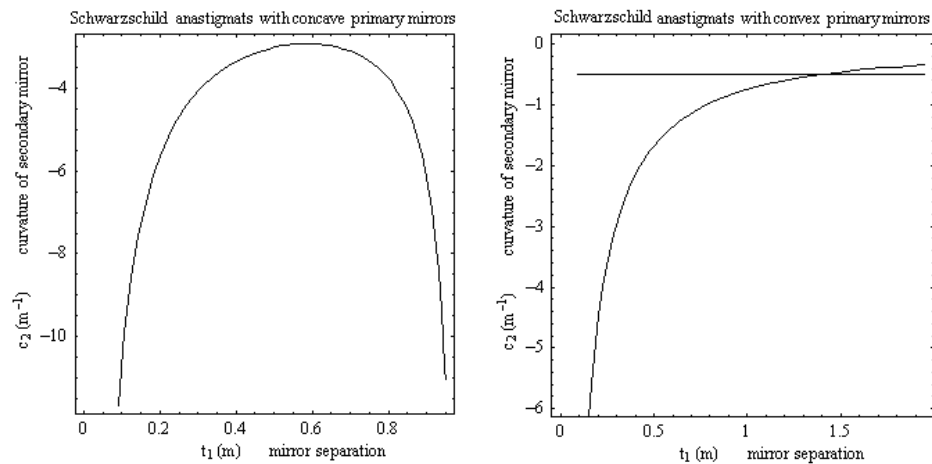 Schwarzschild anastigmats with concave primary mirrors
curvature of secondary mirror
c2 (m−1)
−4
−6
−8
−10
0
0.2
0.4
0.6
0.8
t1 (m) mirror separation
Schwarzschild anastigmats with convex primary mirrors
curvature of secondary mirror
c2 (m−1)
0
−1
−2
−3
−4
−5
−6
0
0.5
1
1.5
t1 (m) mirror separation